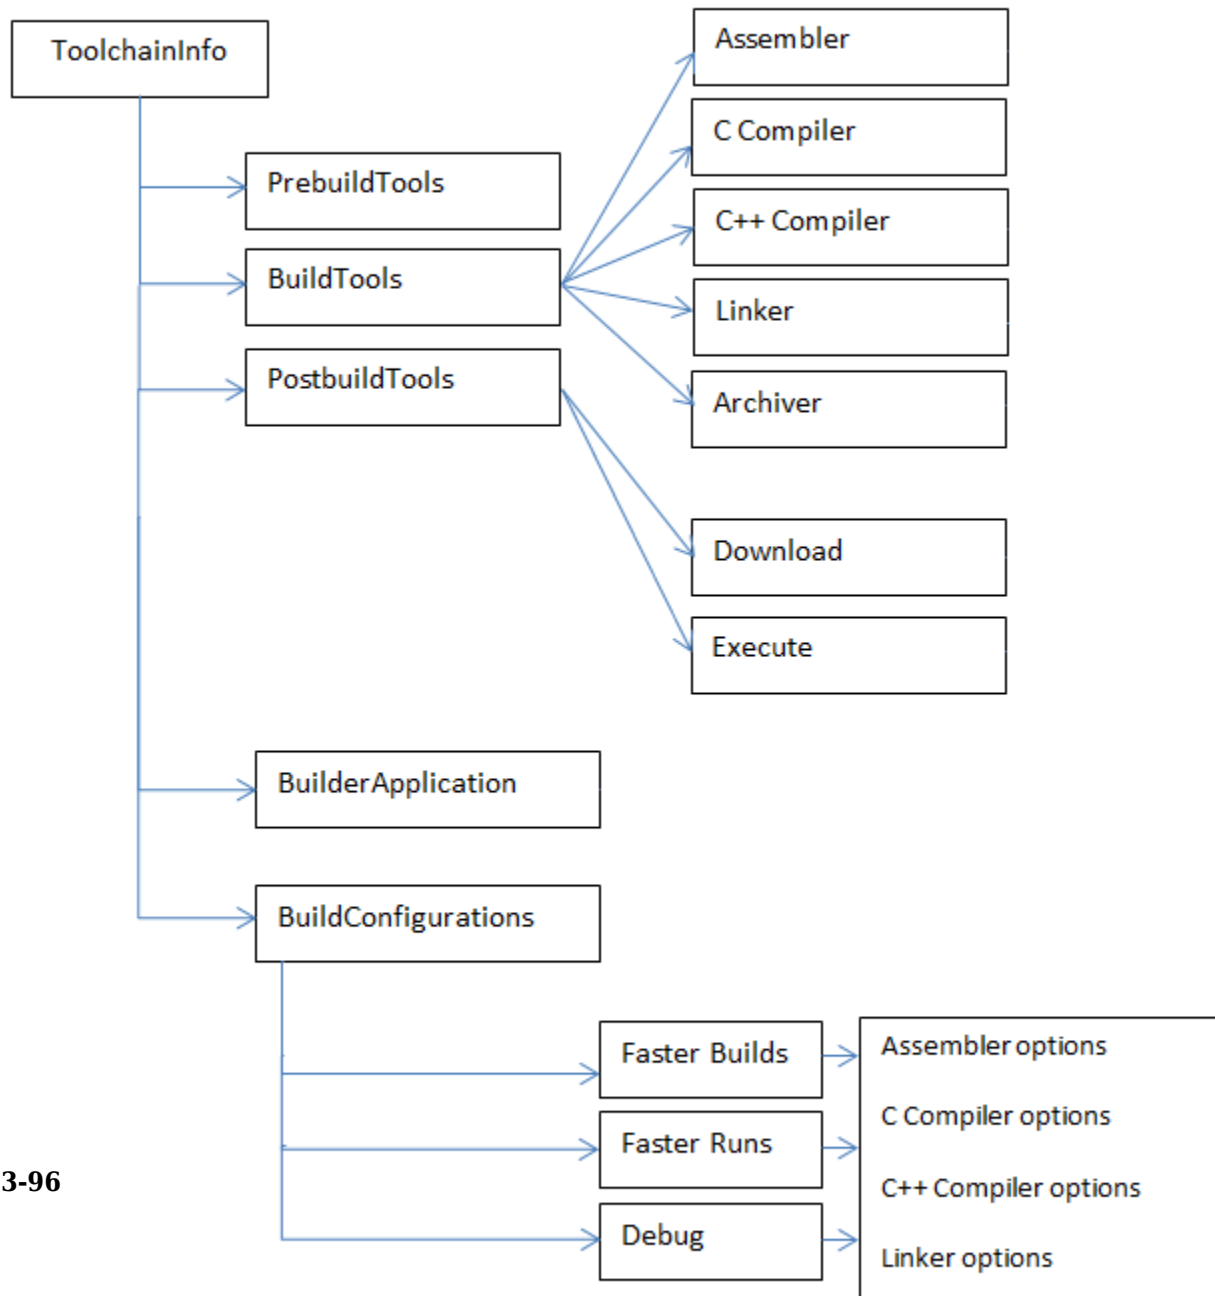 ToolchainInfo
Assembler
C Compiler
PrebuildTools
C++ Compiler
BuildTools
Linker
PostbuildTools
Archiver
Download
Execute
BuilderApplication
BuildConfigurations
Faster Builds
Assembler options
C Compiler options
Faster Runs
3-96
C++ Compiler options
Debug
Linker options